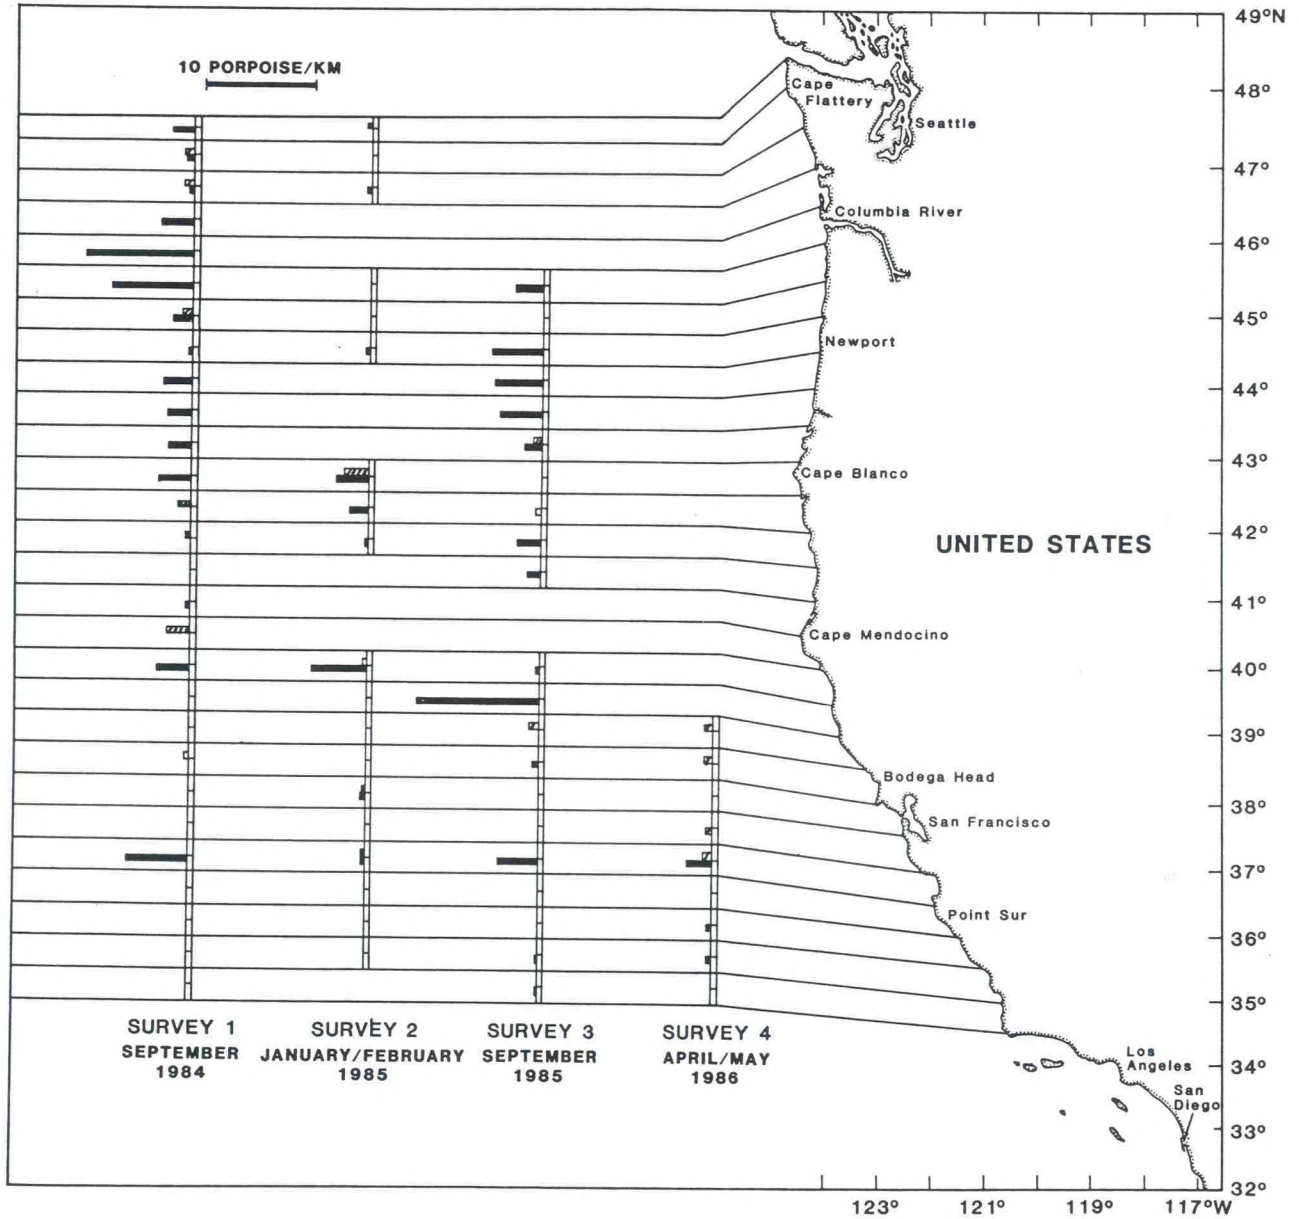 49°N
10 PORPOISE/KM
48°
Cape
Flattery
Seattle
47°
Columbia River
46°
45°
Newport
44°
43°
Cape Blanco
42°
UNITED STATES
41°
Cape Mendocino
40°
39°
Bodega Head
38°
San Francisco
37°
Point Sur
36°
35°
SURVEY 1
SEPTEMBER
1984
SURVEY 2
JANUARY/FEBRUARY
1985
SURVEY 3
SEPTEMBER
1985
SURVEY 4
APRIL/MAY
1986
Los
Angeles
34°
San
Diego
33°
32°
123° 121° 119° 117°W